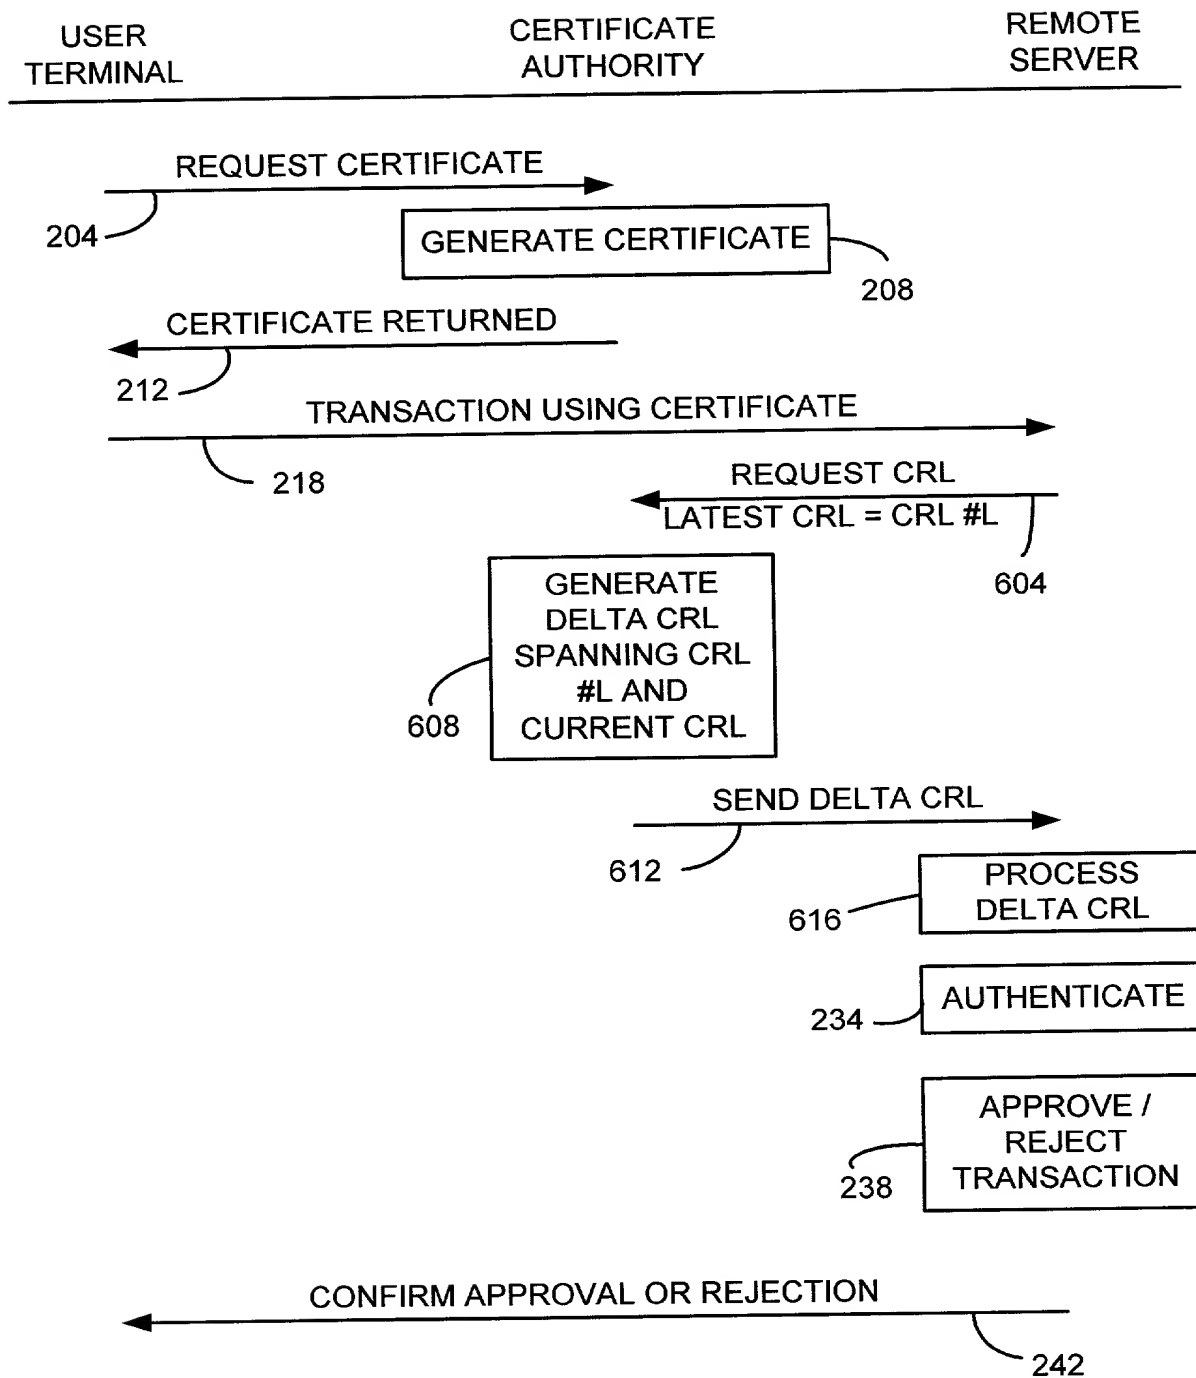 USER
TERMINAL
CERTIFICATE
AUTHORITY
REMOTE
SERVER
REQUEST CERTIFICATE
204
GENERATE CERTIFICATE
208
CERTIFICATE RETURNED
212
TRANSACTION USING CERTIFICATE
218
REQUEST CRL
LATEST CRL = CRL #L
604
GENERATE
DELTA CRL
SPANNING CRL
#L AND
CURRENT CRL
608
SEND DELTA CRL
612
PROCESS
DELTA CRL
616
AUTHENTICATE
234
APPROVE /
REJECT
TRANSACTION
238
CONFIRM APPROVAL OR REJECTION
242